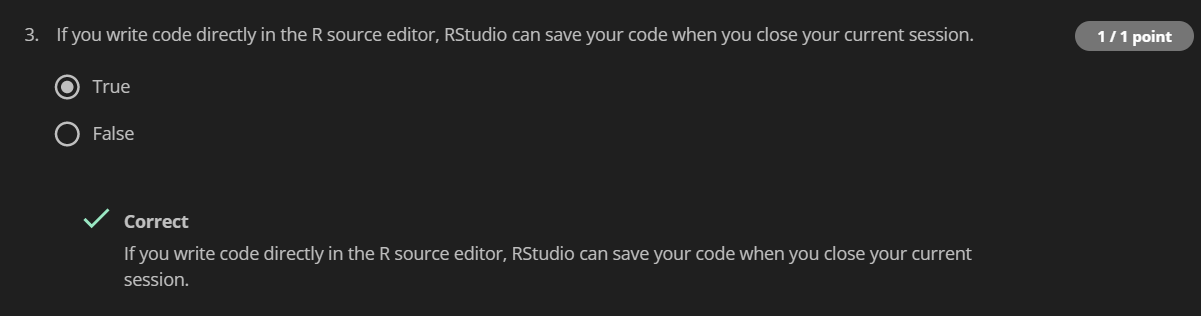 3. If you write code directly in the R source editor, RStudio can save your code when you close your current session.
1 / 1 point
True
False
Correct
If you write code directly in the R source editor, RStudio can save your code when you close your current
session.